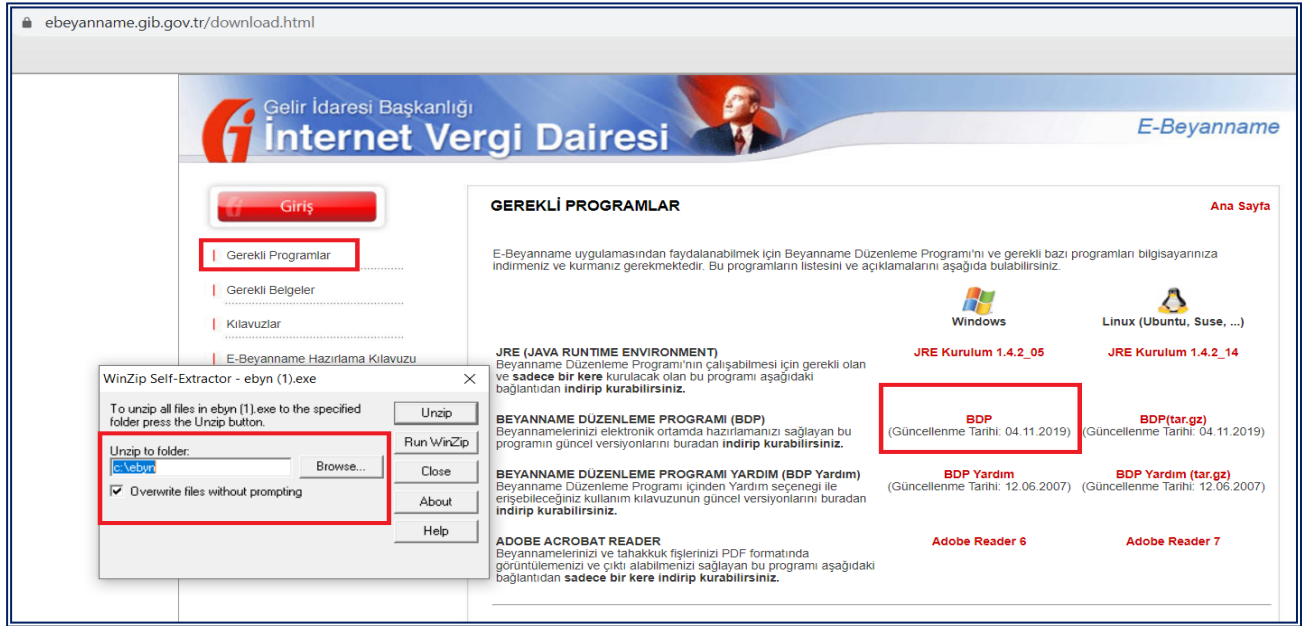 ebeyanname.gib.gov.tr/download.html
Gelir İdaresi Başkanlığı
İnternet Vergi Dairesi
E-Beyanname
Giriş
Gerekli Programlar
Gerekli Belgeler
Kılavuzlar
E-Beyanname Hazırlama Kılavuzu
GEREKLİ PROGRAMLAR
Ana Sayfa
E-Beyanname uygulamasından faydalanabilmek için Beyanname Düzenleme Programı'nı ve gerekli bazı programları bilgisayarınıza
indirmeniz ve kurmanız gerekmektedir. Bu programların listesini ve açıklamalarını aşağıda bulabilirsiniz.
Windows
Linux (Ubuntu, Suse, ...)
JRE (JAVA RUNTIME ENVIRONMENT)
Beyanname Düzenleme Programı'nın çalışabilmesi için gerekli olan
ve sadece bir kere kurulacak olan bu programı aşağıdaki
bağlantıdan indirip kurabilirsiniz.
JRE Kurulum 1.4.2_05
JRE Kurulum 1.4.2_14
BEYANNAME DÜZENLEME PROGRAMI (BDP)
Beyannamelerinizi elektronik ortamda hazırlamanızı sağlayan bu
programın güncel versiyonlarını buradan indirip kurabilirsiniz.
BDP
(Güncellenme Tarihi: 04.11.2019)
BDP(tar.gz)
(Güncellenme Tarihi: 04.11.2019)
BEYANNAME DÜZENLEME PROGRAMI YARDIM (BDP Yardım)
Beyanname Düzenleme Programı içinden Yardım seçenegi ile
erişebileceğiniz kullanım kılavuzunun güncel versiyonlarını buradan
indirip kurabilirsiniz.
BDP Yardım
(Güncellenme Tarihi: 12.06.2007)
BDP Yardım (tar.gz)
(Güncellenme Tarihi: 12.06.2007)
ADOBE ACROBAT READER
Beyannamelerinizi ve tahakkuk fişlerinizi PDF formatında
görüntülemenizi ve çıktı alabilmenizi sağlayan bu programı aşağıdaki
bağlantıdan sadece bir kere indirip kurabilirsiniz.
Adobe Reader 6
Adobe Reader 7
WinZip Self-Extractor - ebyn (1).exe
To unzip all files in ebyn (1).exe to the specified
folder press the Unzip button.
Unzip to folder:
c:\ebyn
Browse...
Overwrite files without prompting
Unzip
Run WinZip
Close
About
Help